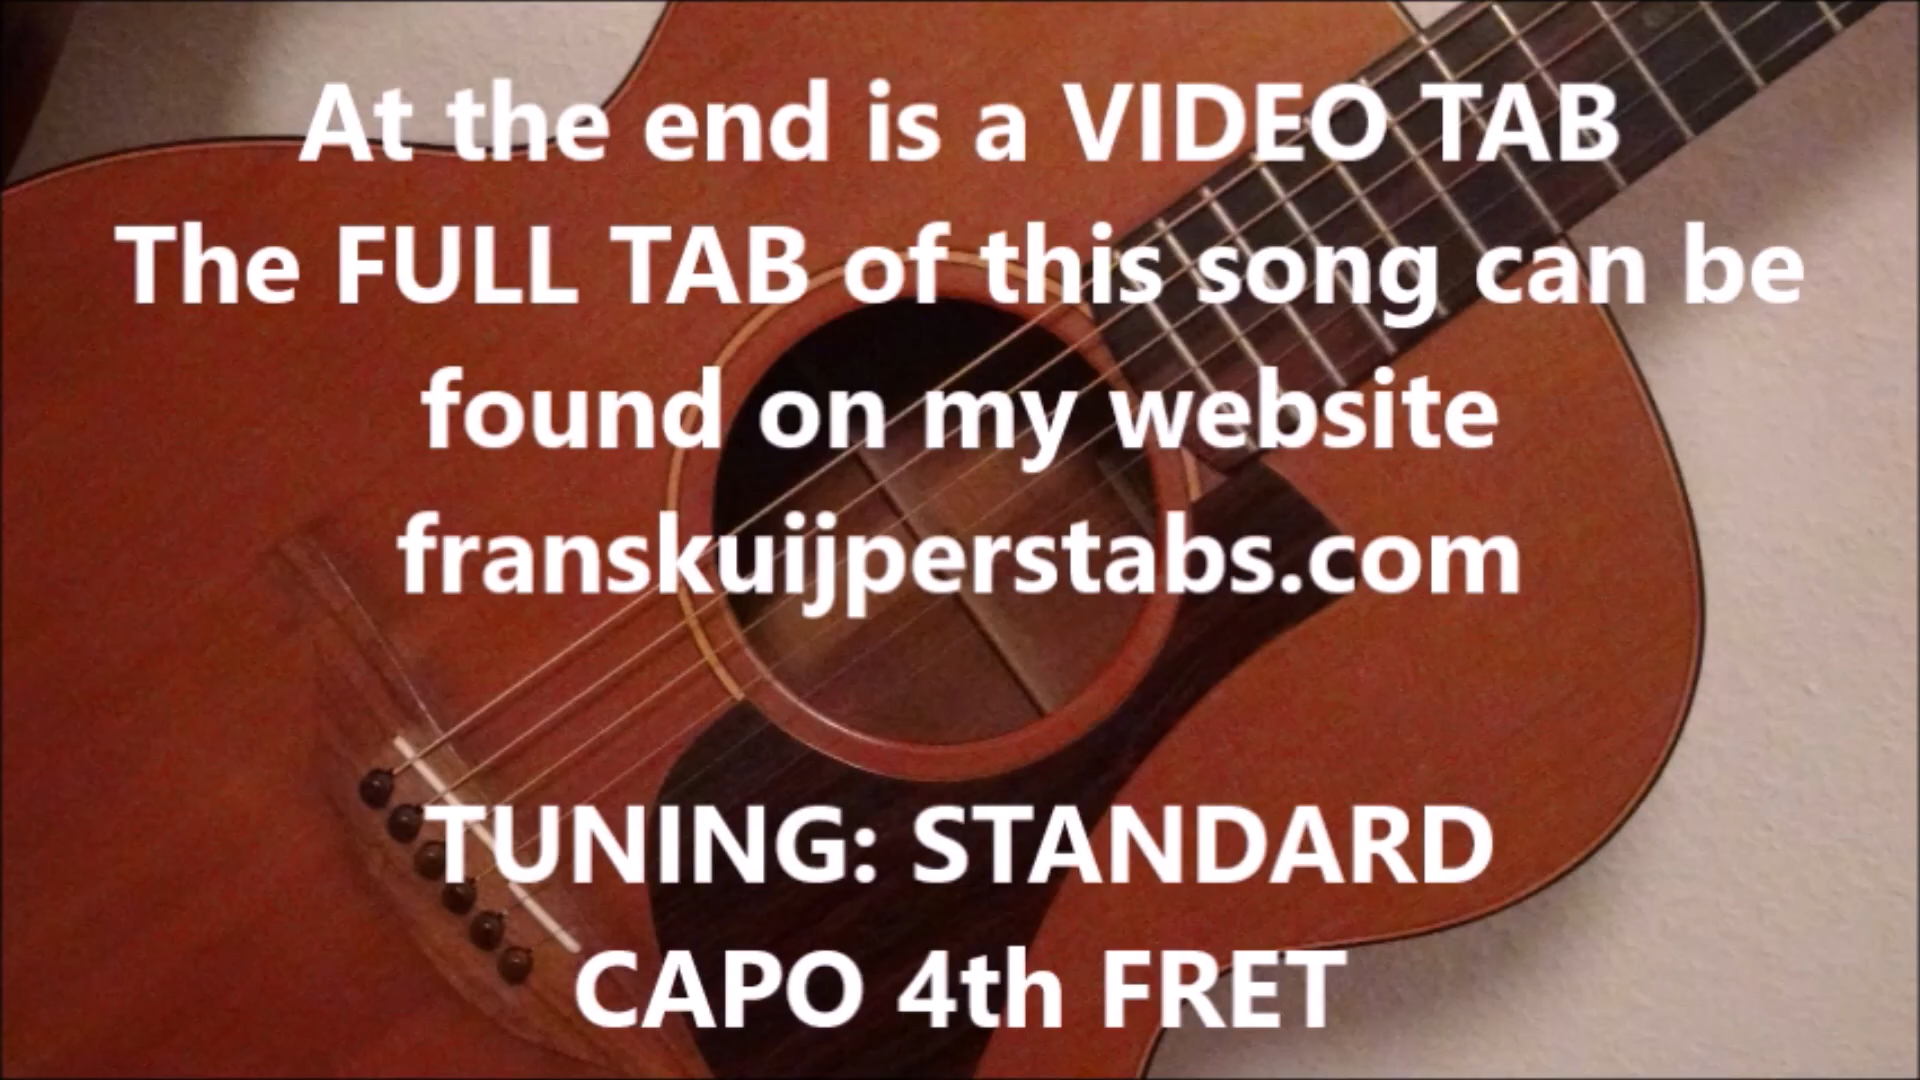 At the end is a VIDEO TAB
The FULL TAB of this song can be
found on my website
franskuijperstabs.com
TUNING: STANDARD
CAPO 4th FRET